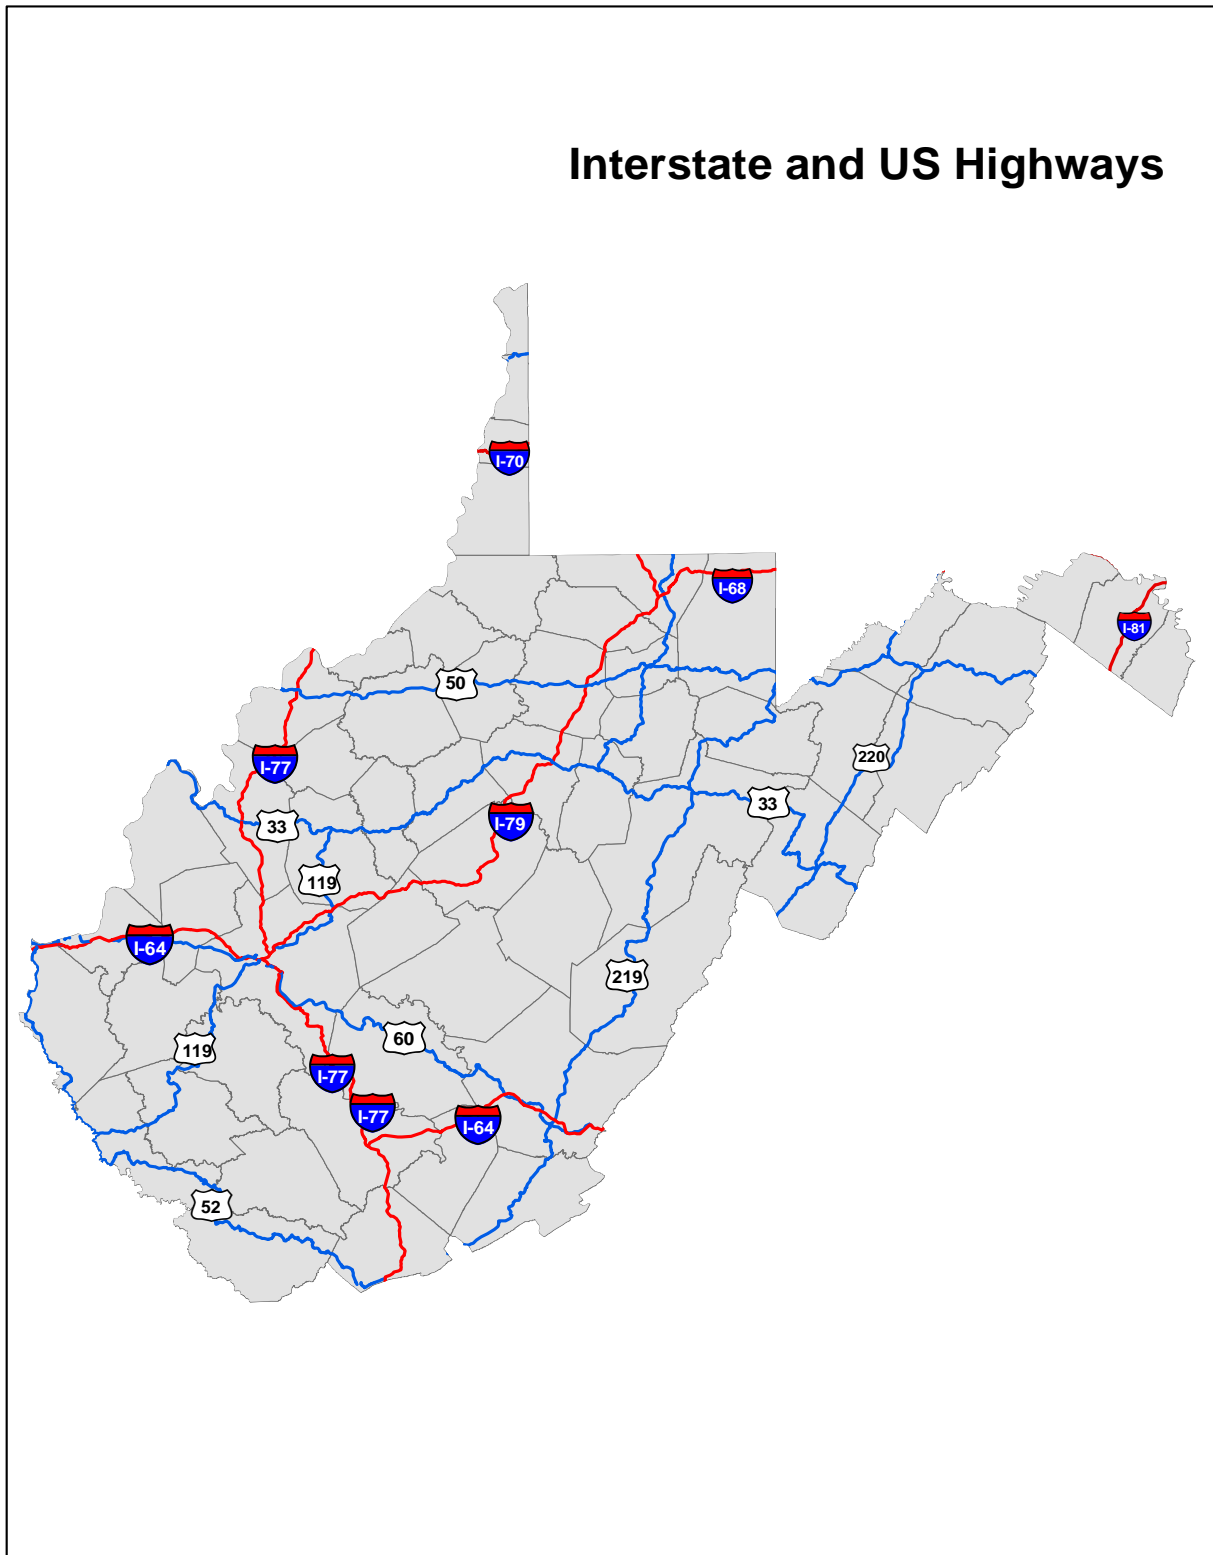 Interstate and US Highways
I-70
I-68
I-81
50
I-77
220
33
33
I-79
119
I-64
219
60
119
I-77
I-77
I-64
52